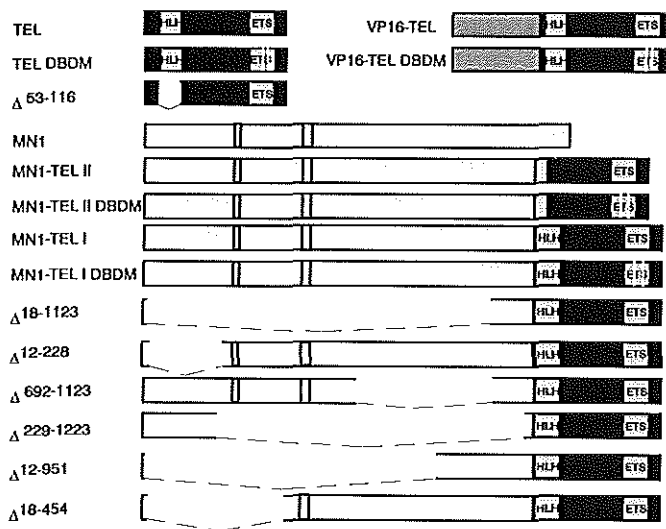 TEL HLH ETS VP16-TEL HLH ETS
TEL DBDM HLH ETS VP16-TEL DBDM HLH ETS
Δ 53-116 ETS
MN1
MN1-TEL II ETS
MN1-TEL II DBDM ETS
MN1-TEL I HLH ETS
MN1-TEL I DBDM HLH ETS
Δ18-1123 HLH ETS
Δ12-228 HLH ETS
Δ 692-1123 HLH ETS
Δ 229-1223 HLH ETS
Δ12-951 HLH ETS
Δ18-454 HLH ETS